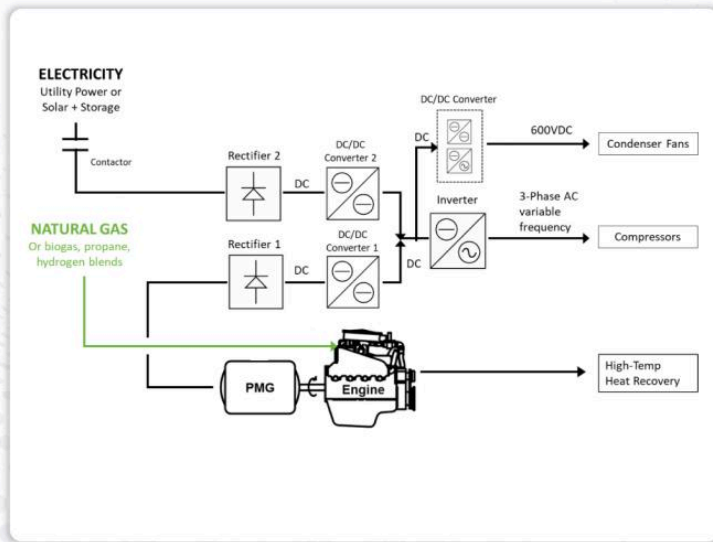 ELECTRICITY
Utility Power or
Solar + Storage
Contactor
Rectifier 2
DC
DC/DC
Converter 2
DC/DC Converter
DC
600VDC
Condenser Fans
NATURAL GAS
Or biogas, propane,
hydrogen blends
Rectifier 1
DC
DC/DC
Converter 1
DC
Inverter
3-Phase AC
variable
frequency
Compressors
PMG
Engine
High-Temp
Heat Recovery